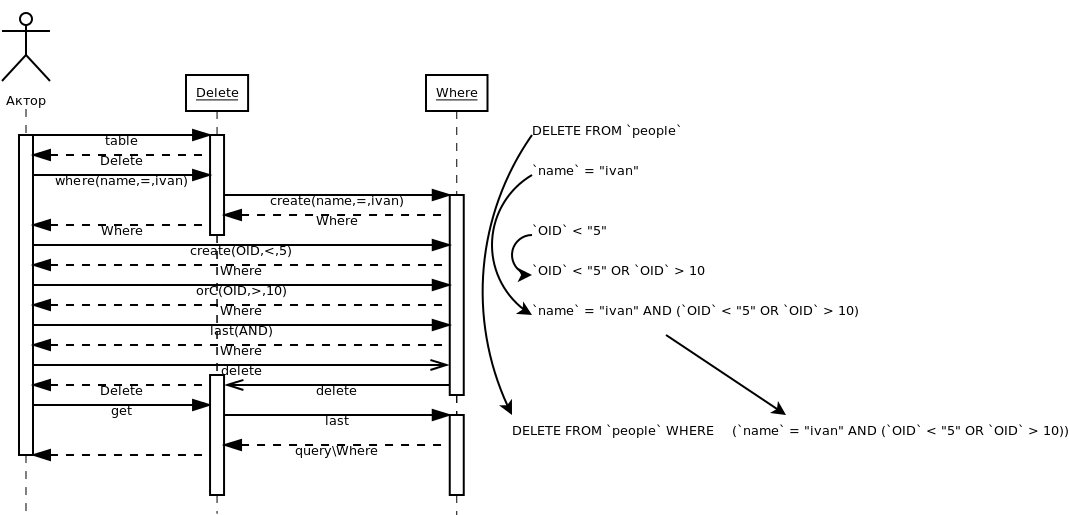 Актор
Delete
Where
table
DELETE FROM `people`
Delete
where(name,=,ivan)
`name` = "ivan"
create(name,=,ivan)
Where
Where
`OID` < "5"
create(OID,<,5)
Where
`OID` < "5" OR `OID` > 10
orC(OID,>,10)
Where
`name` = "ivan" AND (`OID` < "5" OR `OID` > 10)
last(AND)
Where
delete
Delete
delete
get
last
DELETE FROM `people` WHERE (`name` = "ivan" AND (`OID` < "5" OR `OID` > 10))
query\Where